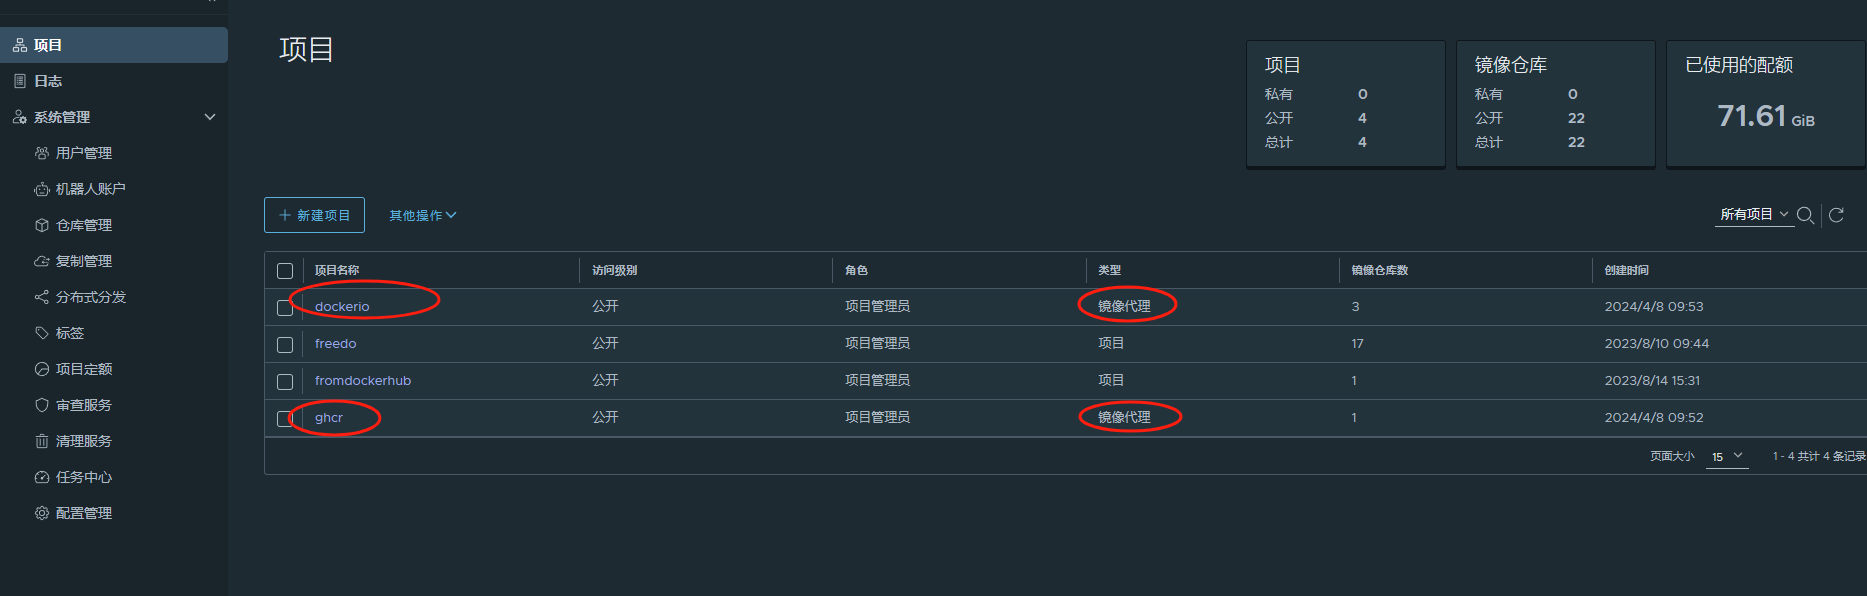 项目
日志
系统管理
用户管理
机器人账户
仓库管理
复制管理
分布式分发
标签
项目定额
审查服务
清理服务
任务中心
配置管理
项目
项目
私有 0
公开 4
总计 4
镜像仓库
私有 0
公开 22
总计 22
已使用的配额
71.61 GiB
+ 新建项目 其他操作
所有项目
项目名称 访问级别 角色 类型 镜像仓库数 创建时间
dockerio 公开 项目管理员 镜像代理 3 2024/4/8 09:53
freedo 公开 项目管理员 项目 17 2023/8/10 09:44
fromdockerhub 公开 项目管理员 项目 1 2023/8/14 15:31
ghcr 公开 项目管理员 镜像代理 1 2024/4/8 09:52
页面大小 15 1 - 4 共计 4 条记录